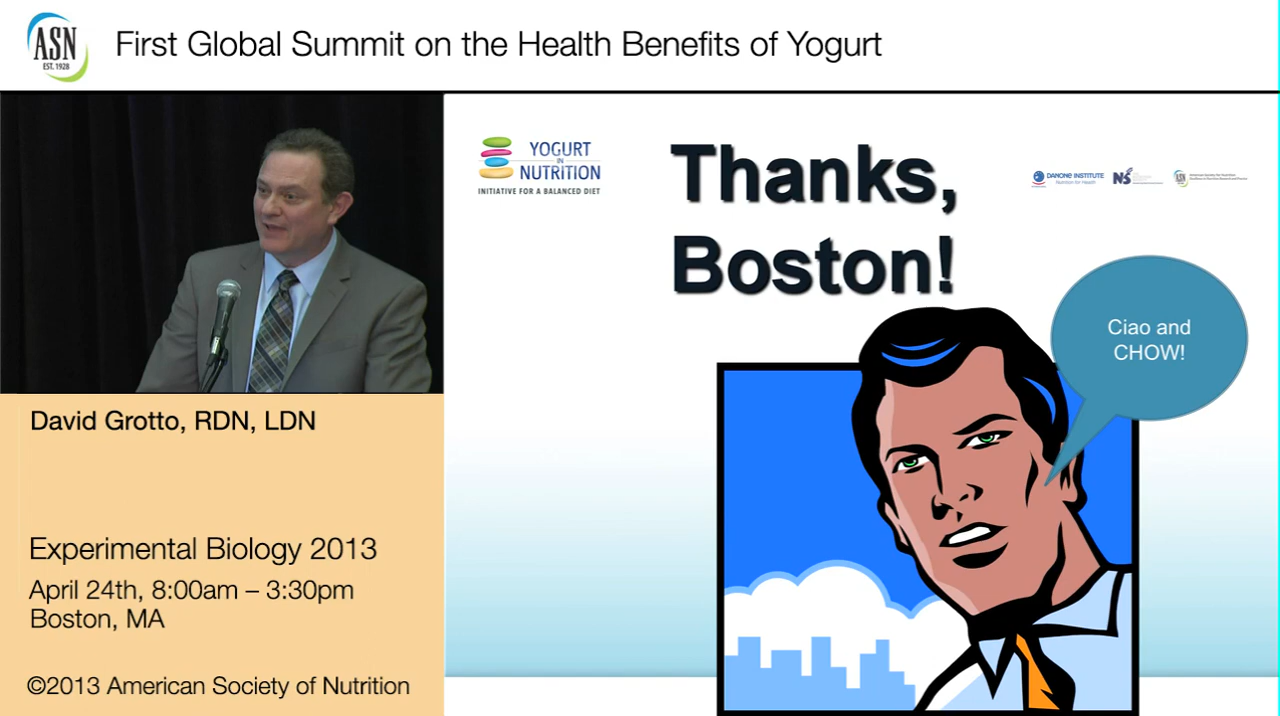 ASN
EST. 1928
First Global Summit on the Health Benefits of Yogurt
YOGURT
IN
NUTRITION
INITIATIVE FOR A BALANCED DIET
Thanks,
Boston!
DANONE INSTITUTE
Nutrition for Health
NS
ASN
Ciao and
CHOW!
David Grotto, RDN, LDN
Experimental Biology 2013
April 24th, 8:00am – 3:30pm
Boston, MA
©2013 American Society of Nutrition